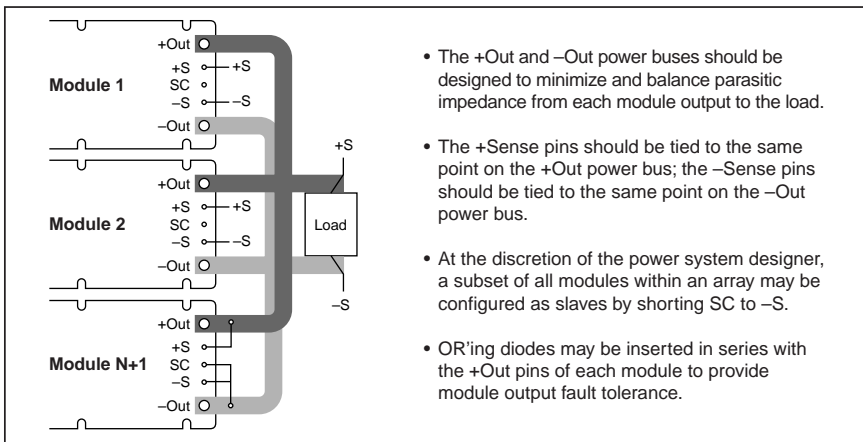 +Out
+S
+S
Module 1
SC
–S
–S
–Out
+S
+Out
+S
+S
Module 2
SC
Load
–S
–S
–Out
–S
+Out
+S
Module N+1
SC
–S
–Out
• The +Out and –Out power buses should be
designed to minimize and balance parasitic
impedance from each module output to the load.
• The +Sense pins should be tied to the same
point on the +Out power bus; the –Sense pins
should be tied to the same point on the –Out
power bus.
• At the discretion of the power system designer,
a subset of all modules within an array may be
configured as slaves by shorting SC to –S.
• OR'ing diodes may be inserted in series with
the +Out pins of each module to provide
module output fault tolerance.